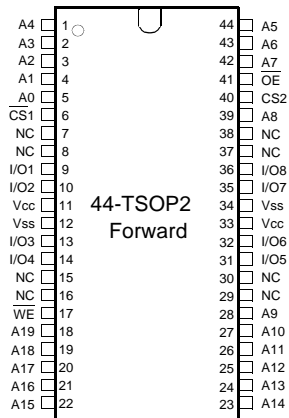 A4 1 44 A5
A3 2 43 A6
A2 3 42 A7
A1 4 41 OE
A0 5 40 CS2
CS1 6 39 A8
NC 7 38 NC
NC 8 37 NC
I/O1 9 36 I/O8
I/O2 10 35 I/O7
Vcc 11 44-TSOP2 34 Vss
Vss 12 Forward 33 Vcc
I/O3 13 32 I/O6
I/O4 14 31 I/O5
NC 15 30 NC
NC 16 29 NC
WE 17 28 A9
A19 18 27 A10
A18 19 26 A11
A17 20 25 A12
A16 21 24 A13
A15 22 23 A14